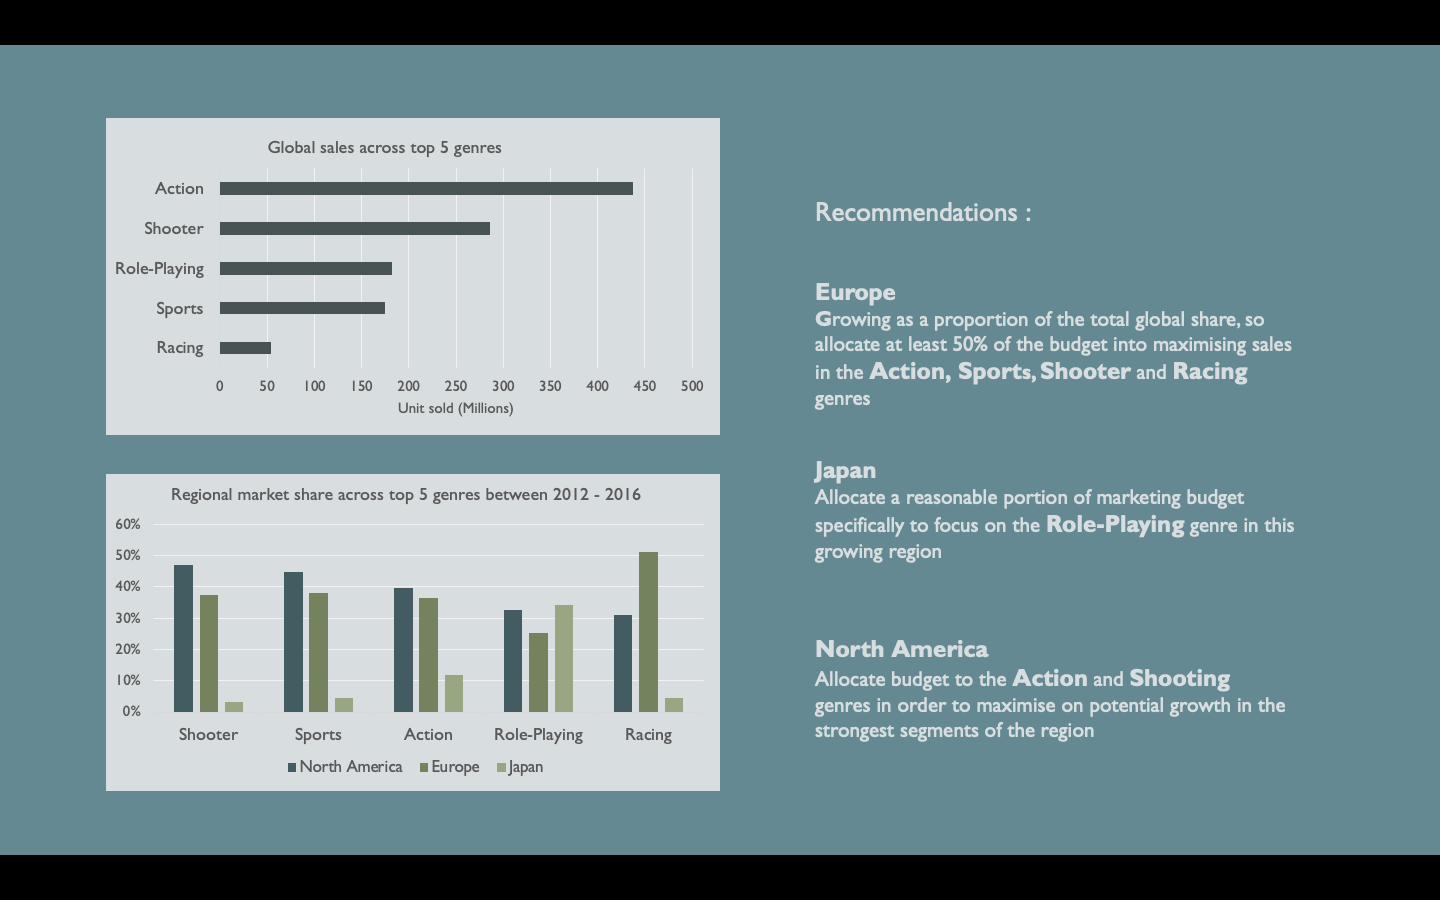 Global sales across top 5 genres
Action
Shooter
Role-Playing
Sports
Racing
0 50 100 150 200 250 300 350 400 450 500
Unit sold (Millions)
Regional market share across top 5 genres between 2012 - 2016
60%
50%
40%
30%
20%
10%
0%
Shooter Sports Action Role-Playing Racing
North America Europe Japan
Recommendations :
Europe
Growing as a proportion of the total global share, so
allocate at least 50% of the budget into maximising sales
in the Action, Sports, Shooter and Racing
genres
Japan
Allocate a reasonable portion of marketing budget
specifically to focus on the Role-Playing genre in this
growing region
North America
Allocate budget to the Action and Shooting
genres in order to maximise on potential growth in the
strongest segments of the region